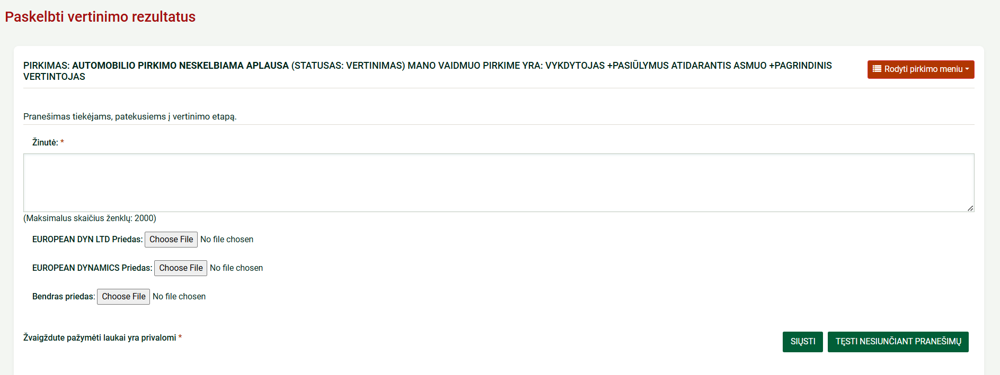 Paskelbti vertinimo rezultatus
PIRKIMAS: AUTOMOBILIO PIRKIMO NESKELBIAMA APLAUSA (STATUSAS: VERTINIMAS) MANO VAIDMUO PIRKIME YRA: VYKDYTOJAS +PASIŪLYMUS ATIDARANTIS ASMUO +PAGRINDINIS
VERTINTOJAS
Rodyti pirkimo meniu
Pranešimas tiekėjams, patekusiems į vertinimo etapą.
Žinutė: *
(Maksimalus skaičius ženklų: 2000)
EUROPEAN DYN LTD Priedas: Choose File No file chosen
EUROPEAN DYNAMICS Priedas: Choose File No file chosen
Bendras priedas: Choose File No file chosen
Žvaigždute pažymėti laukai yra privalomi *
SIŲSTI TĘSTI NESIUNČIANT PRANEŠIMŲ